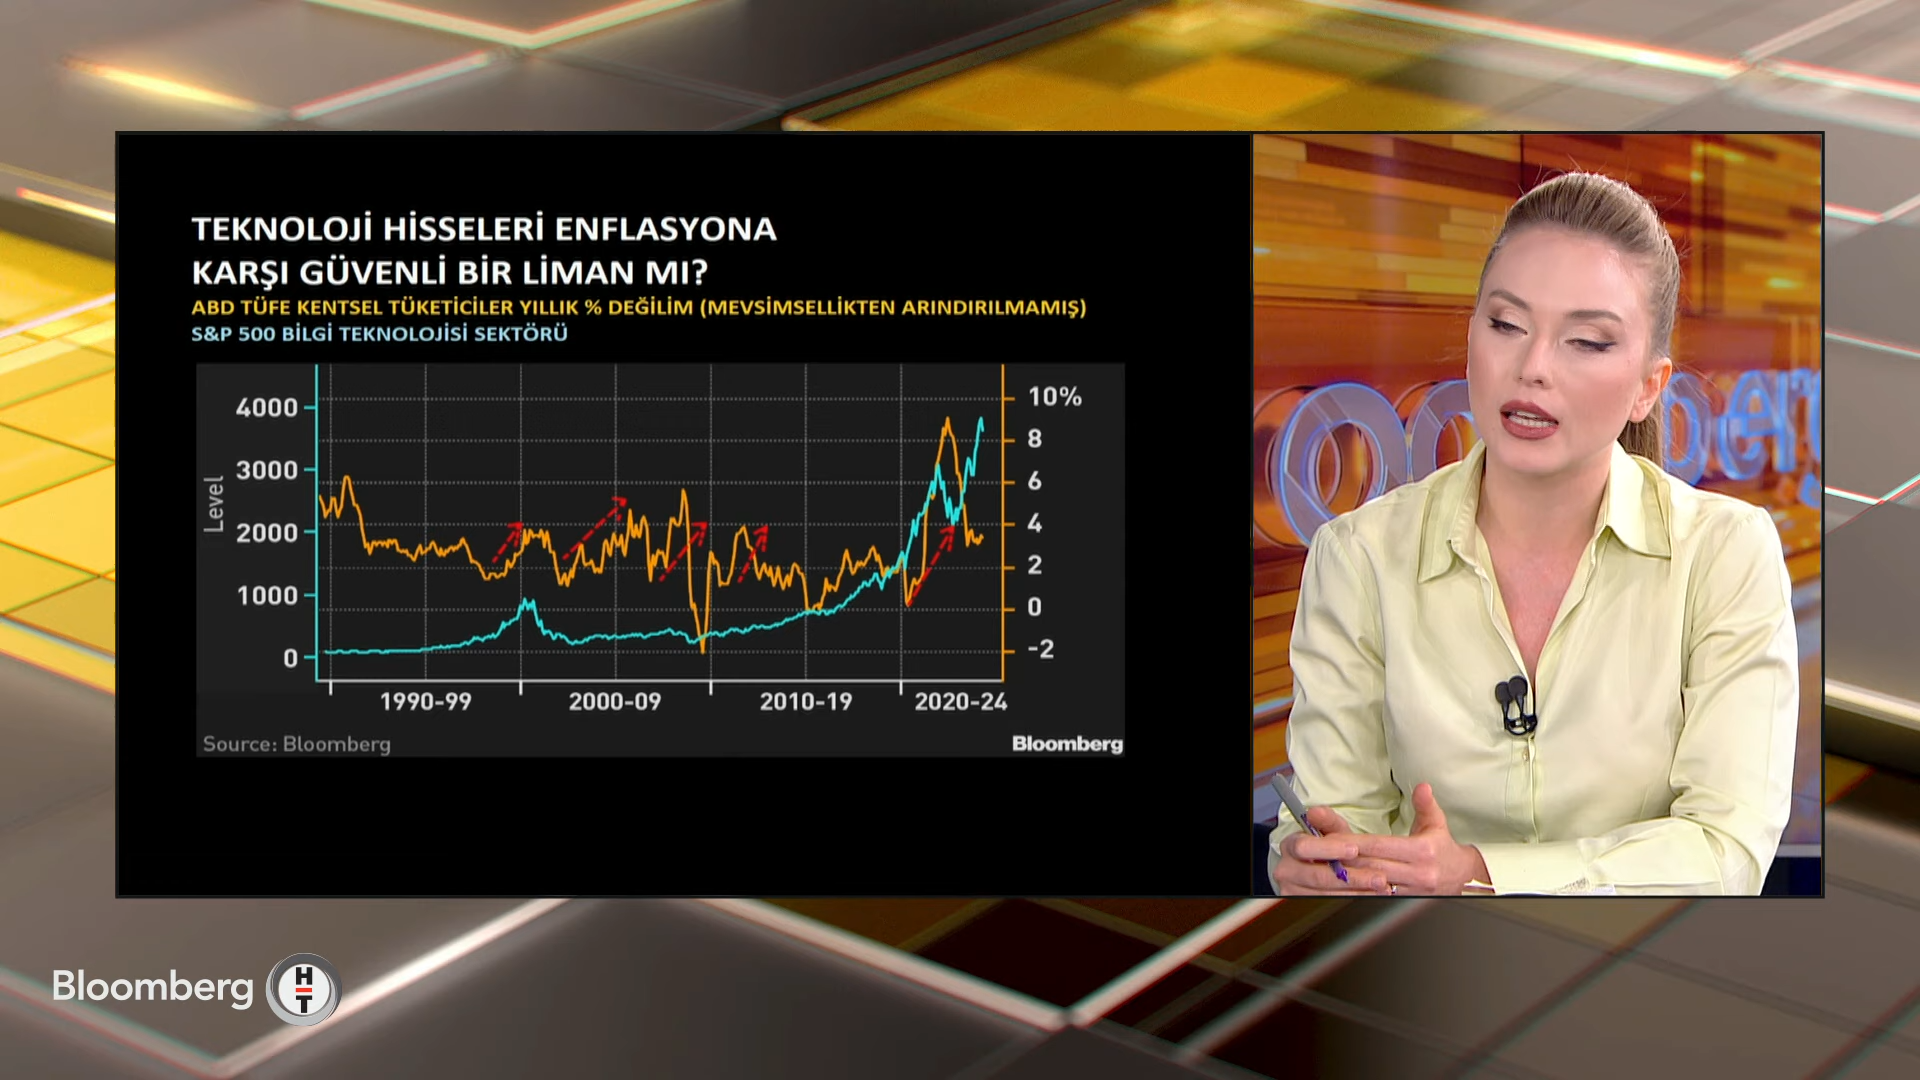 TEKNOLOJİ HİSSELERİ ENFLASYONA
KARŞI GÜVENLİ BİR LİMAN MI?
ABD TÜFE KENTSEL TÜKETİCİLER YILLIK % DEĞİLİM (MEVSİMSELLİKTEN ARINDIRILMAMIŞ)
S&P 500 BİLGİ TEKNOLOJİSİ SEKTÖRÜ
Level
4000
3000
2000
1000
0
10%
8
6
4
2
0
-2
1990-99
2000-09
2010-19
2020-24
Source: Bloomberg
Bloomberg
Bloomberg HT